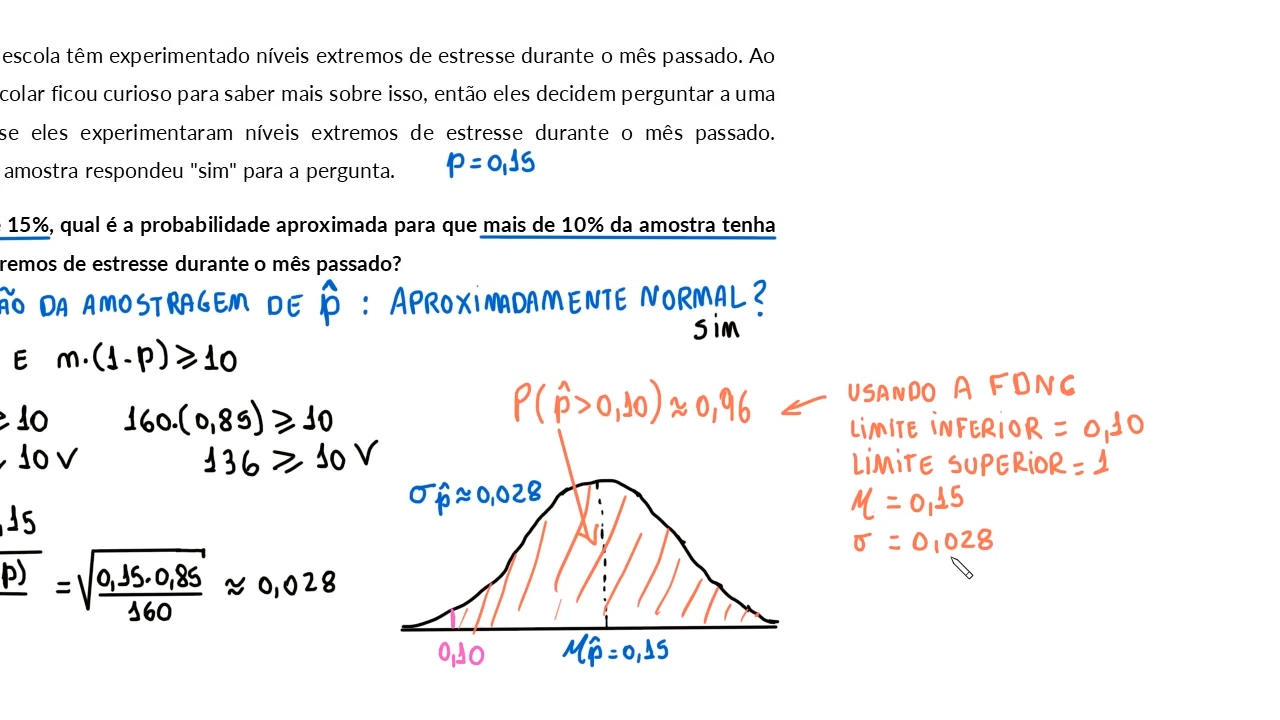 escola têm experimentado níveis extremos de estresse durante o mês passado. Ao
colar ficou curioso para saber mais sobre isso, então eles decidem perguntar a uma
se eles experimentaram níveis extremos de estresse durante o mês passado.
amostra respondeu "sim" para a pergunta.
p = 0,15
15%, qual é a probabilidade aproximada para que mais de 10% da amostra tenha
remos de estresse durante o mês passado?
ÃO DA AMOSTRAGEM DE p̂ : APROXIMADAMENTE NORMAL?
SIM
E m.(1-p) ≥ 10
≥ 10
160.(0,85) ≥ 10
10 V
136 ≥ 10 V
P(p̂>0,10) ≈ 0,96
USANDO A FDNC
LIMITE INFERIOR = 0,10
LIMITE SUPERIOR = 1
M = 0,15
σ = 0,028
σp̂ ≈ 0,028
,15
p)
= √0,15.0,85/160 ≈ 0,028
0,10
Mp̂ = 0,15